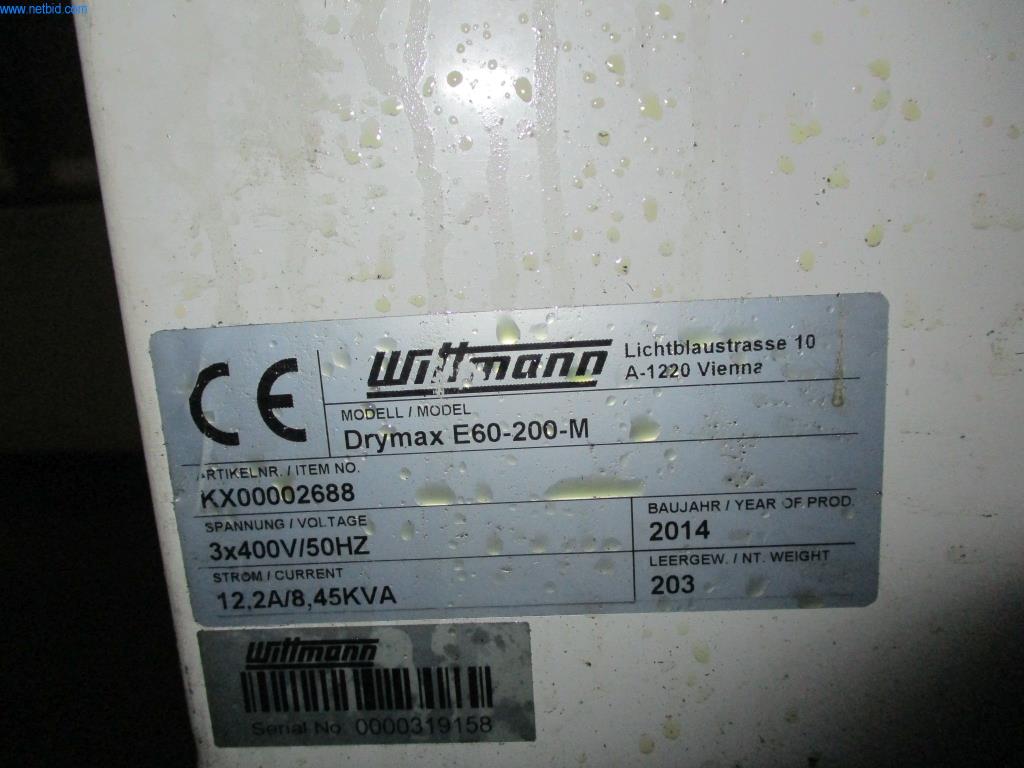 www.netbid.com
CE
Wittmann
Lichtblaustrasse 10
A-1220 Vienna
MODELL / MODEL
Drymax E60-200-M
ARTIKELNR. / ITEM NO.
KX00002688
SPANNUNG / VOLTAGE
3x400V/50HZ
BAUJAHR / YEAR OF PROD
2014
STROM / CURRENT
12,2A/8,45KVA
LEERGEW. / NT. WEIGHT
203
Wittmann
Serial No. 0000319158